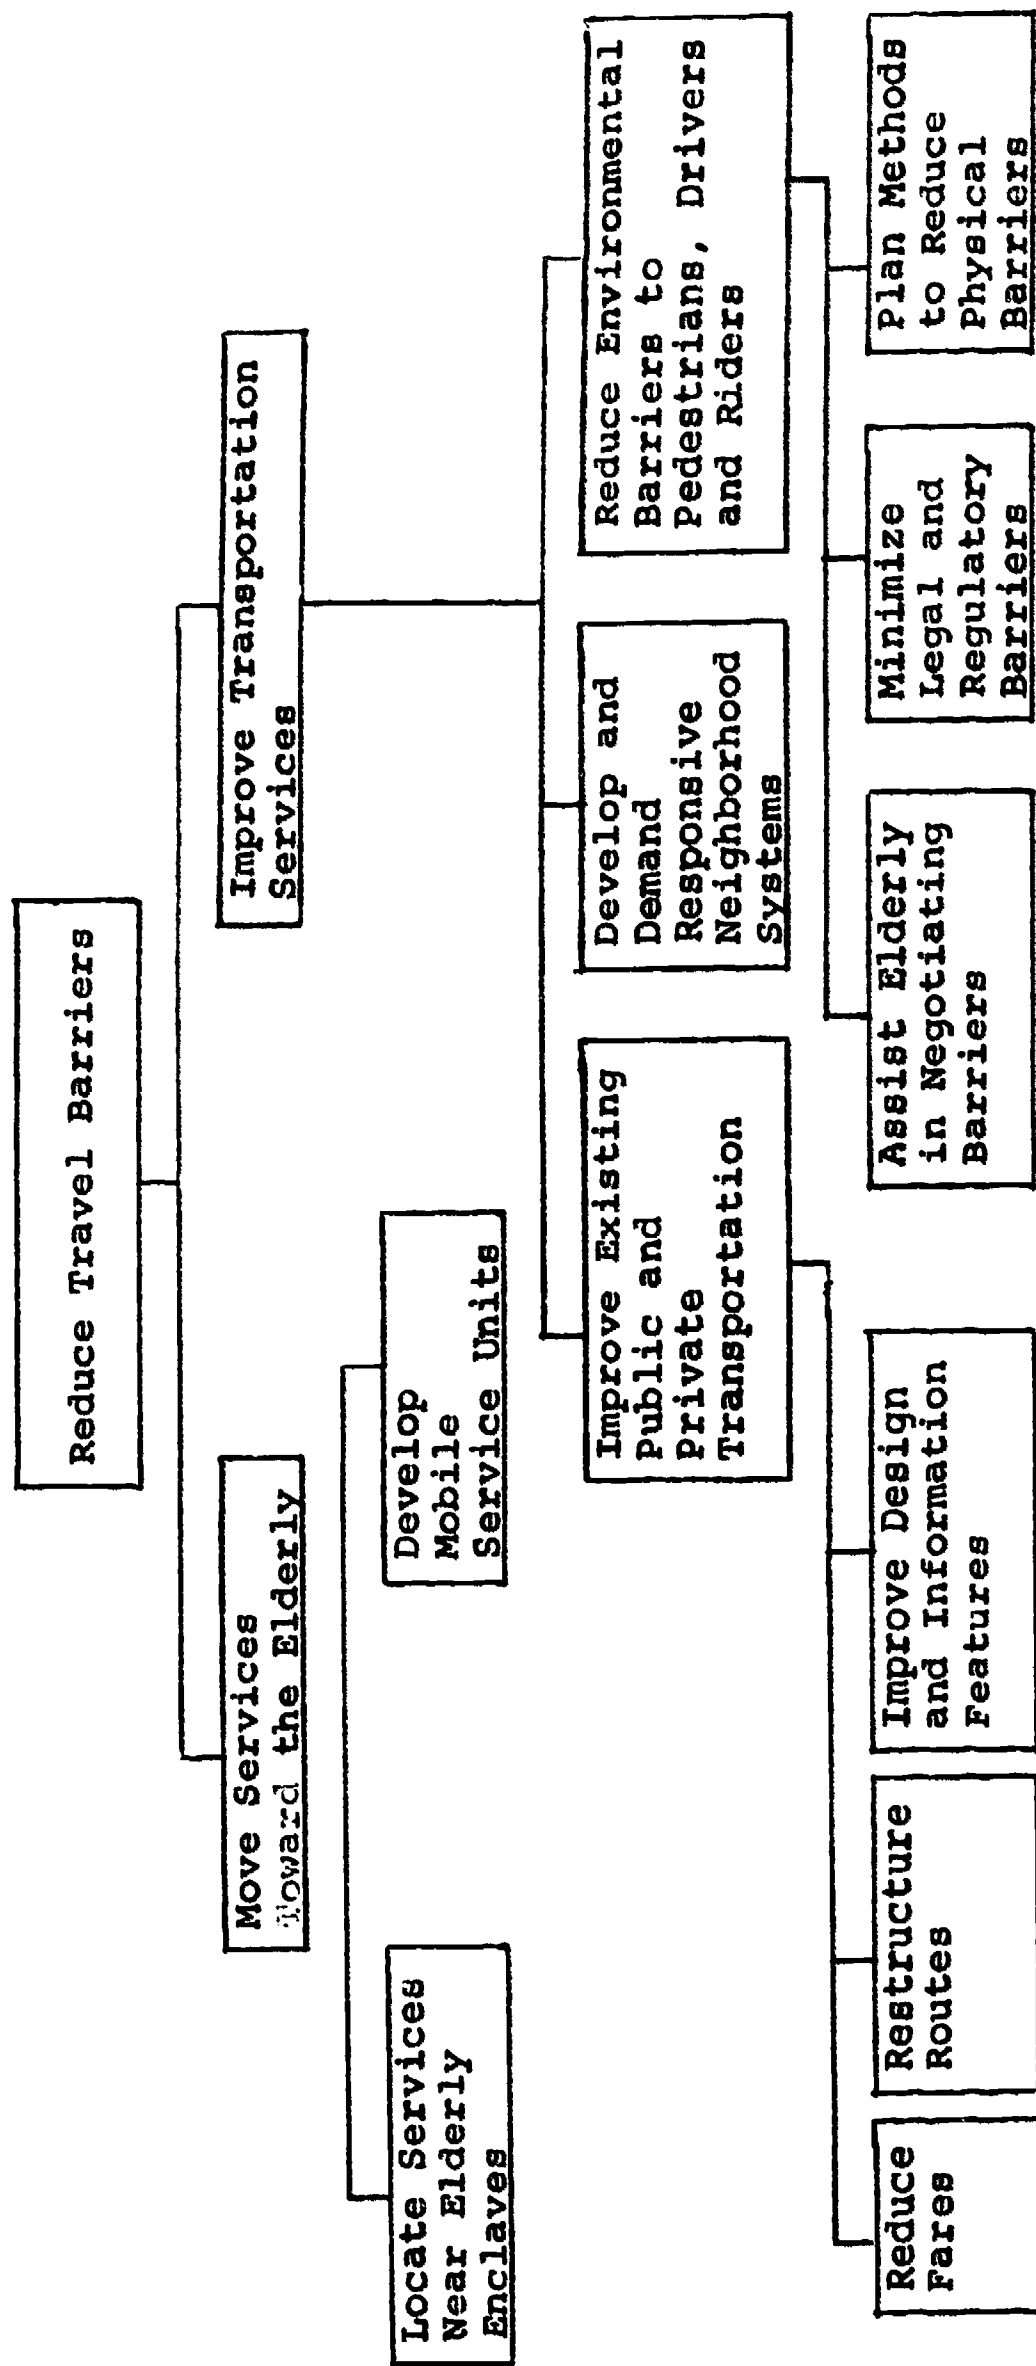 Reduce Travel Barriers
Move Services
Toward the Elderly
Improve Transportation
Services
Locate Services
Near Elderly
Enclaves
Develop
Mobile
Service Units
Improve Existing
Public and
Private
Transportation
Develop and
Demand
Responsive
Neighborhood
Systems
Reduce Environmental
Barriers to
Pedestrians, Drivers
and Riders
Reduce
Fares
Restructure
Routes
Improve Design
and Information
Features
Assist Elderly
in Negotiating
Barriers
Minimize
Legal and
Regulatory
Barriers
Plan Methods
to Reduce
Physical
Barriers